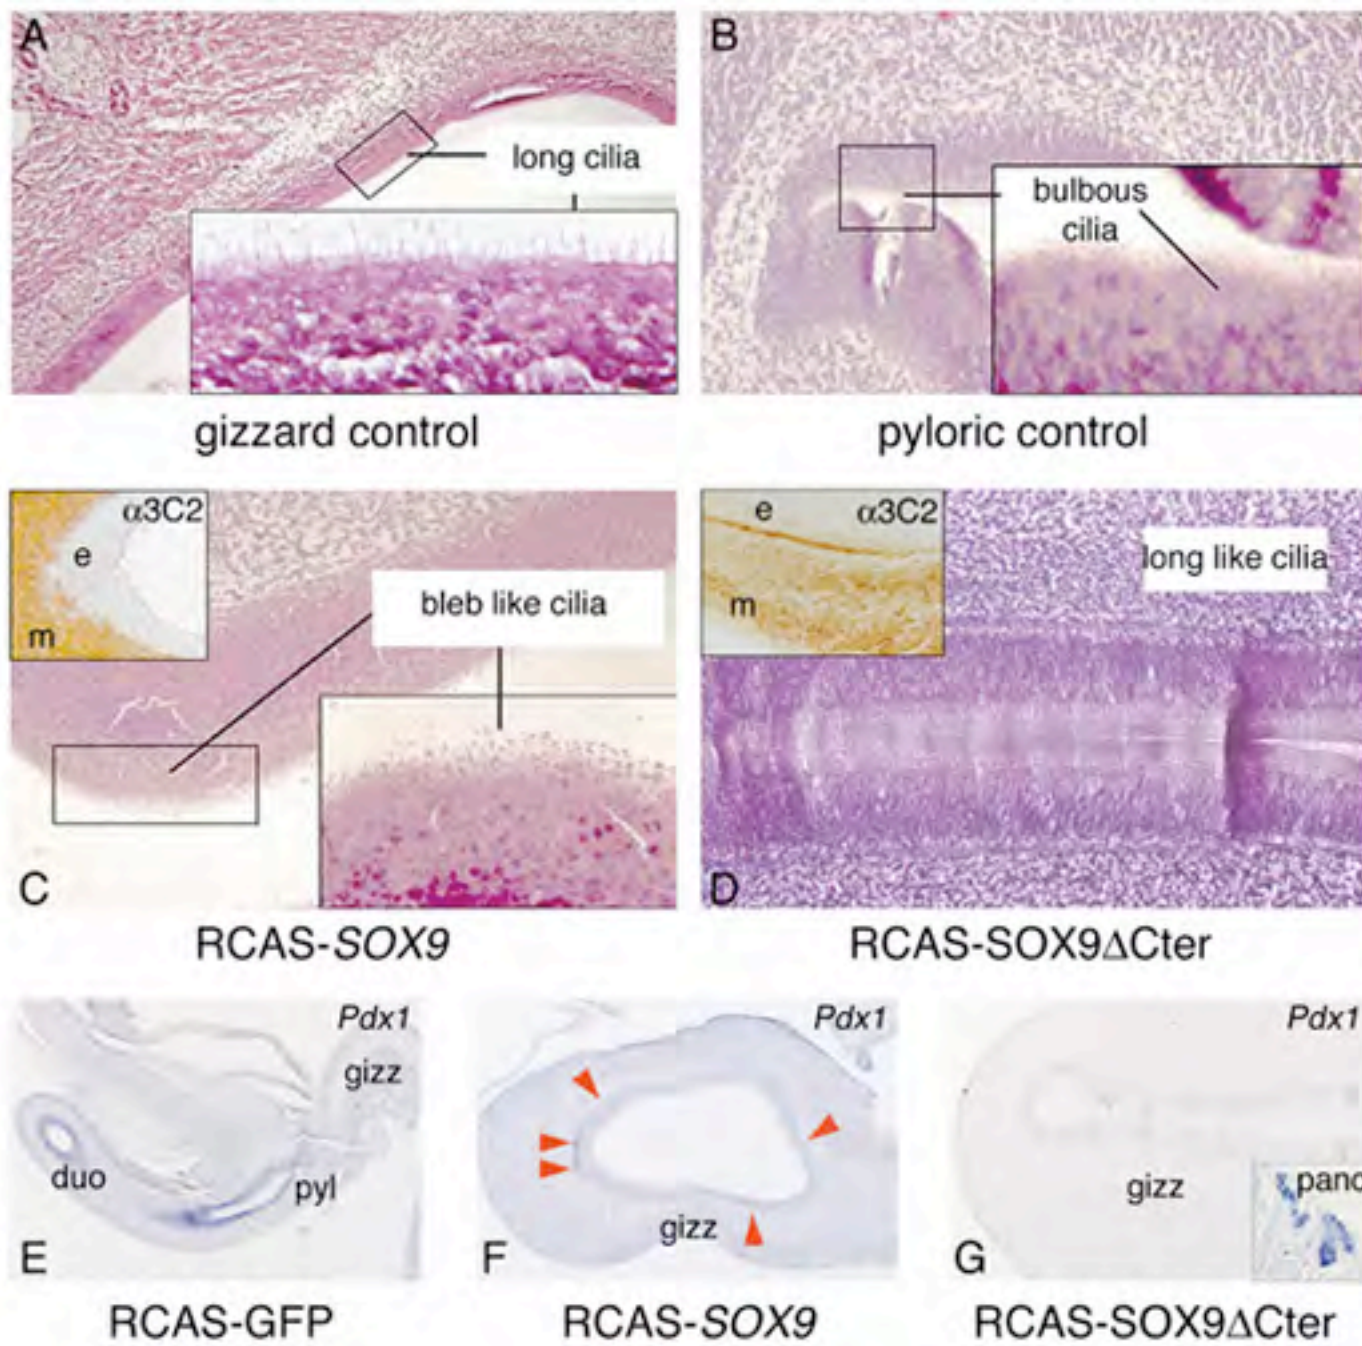 A
long cilia
gizzard control
B
bulbous
cilia
pyloric control
α3C2
e
m
bleb like cilia
C
RCAS-SOX9
e
α3C2
m
long like cilia
D
RCAS-SOX9ΔCter
Pdx1
gizz
duo
pyl
E
RCAS-GFP
Pdx1
gizz
F
RCAS-SOX9
Pdx1
gizz
panc
G
RCAS-SOX9ΔCter